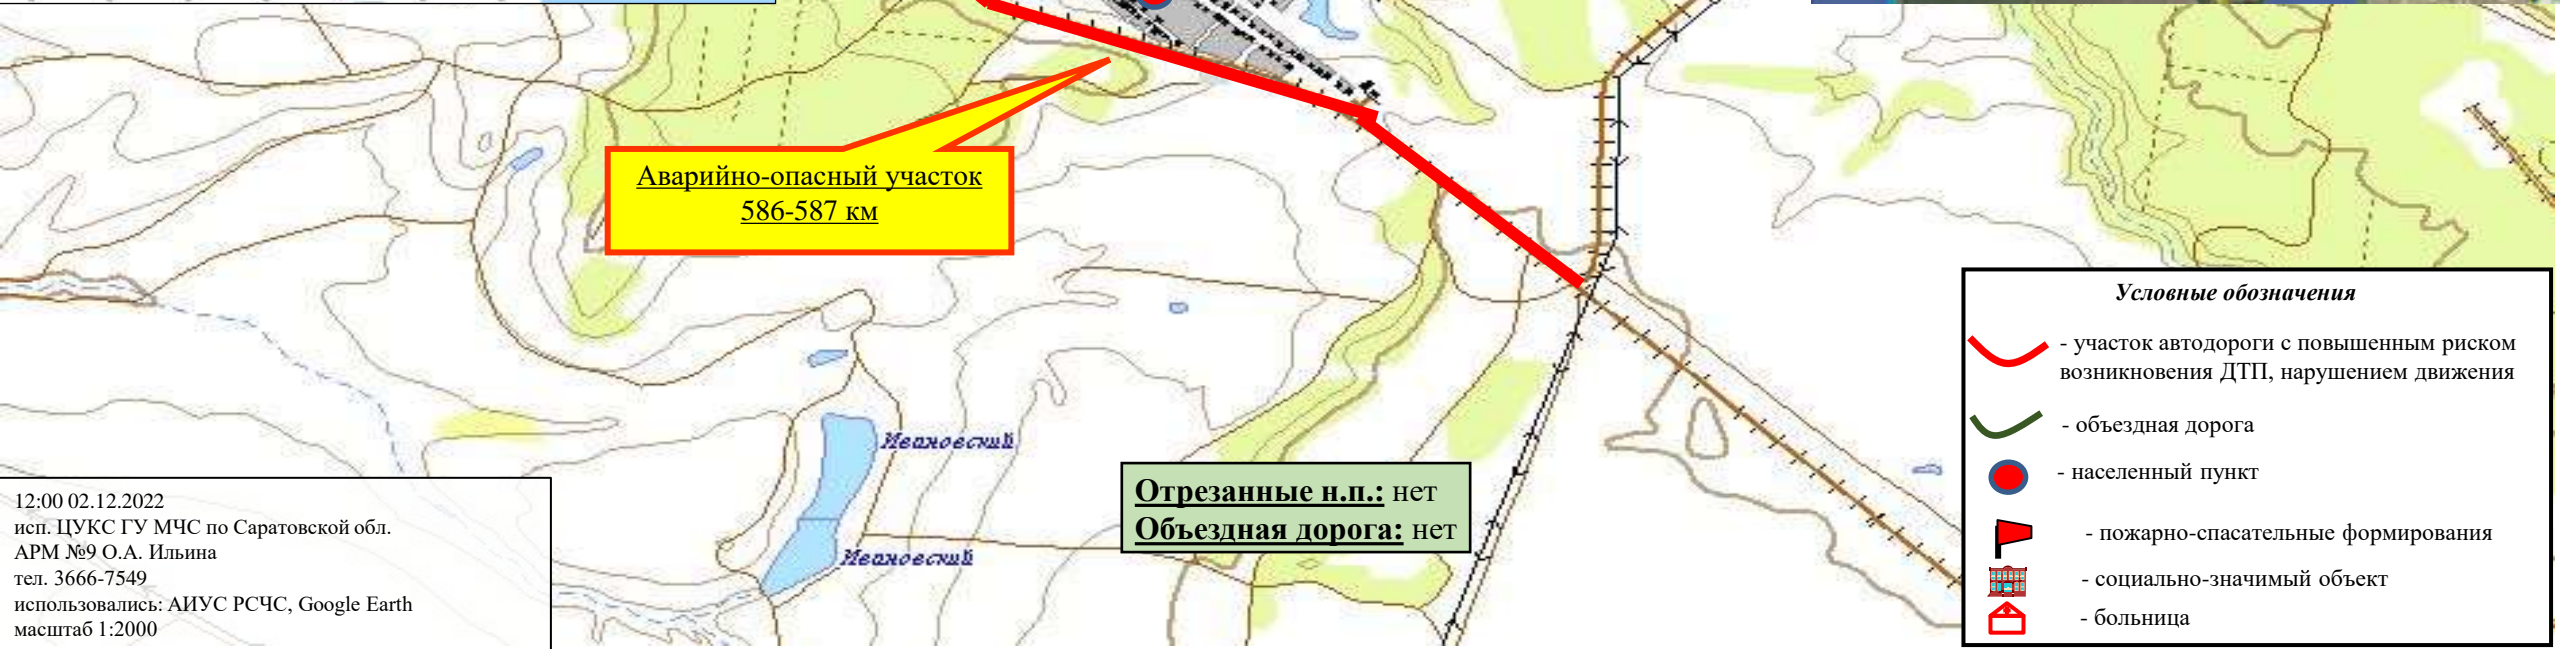 Аварийно-опасный участок
586-587 км
Условные обозначения
- участок автодороги с повышенным риском
возникновения ДТП, нарушением движения
- объездная дорога
- населенный пункт
- пожарно-спасательные формирования
- социально-значимый объект
- больница
Ивановский
Ивановский
Отрезанные н.п.: нет
Объездная дорога: нет
12:00 02.12.2022
исп. ЦУКС ГУ МЧС по Саратовской обл.
АРМ №9 О.А. Ильина
тел. 3666-7549
использовались: АИУС РСЧС, Google Earth
масштаб 1:2000